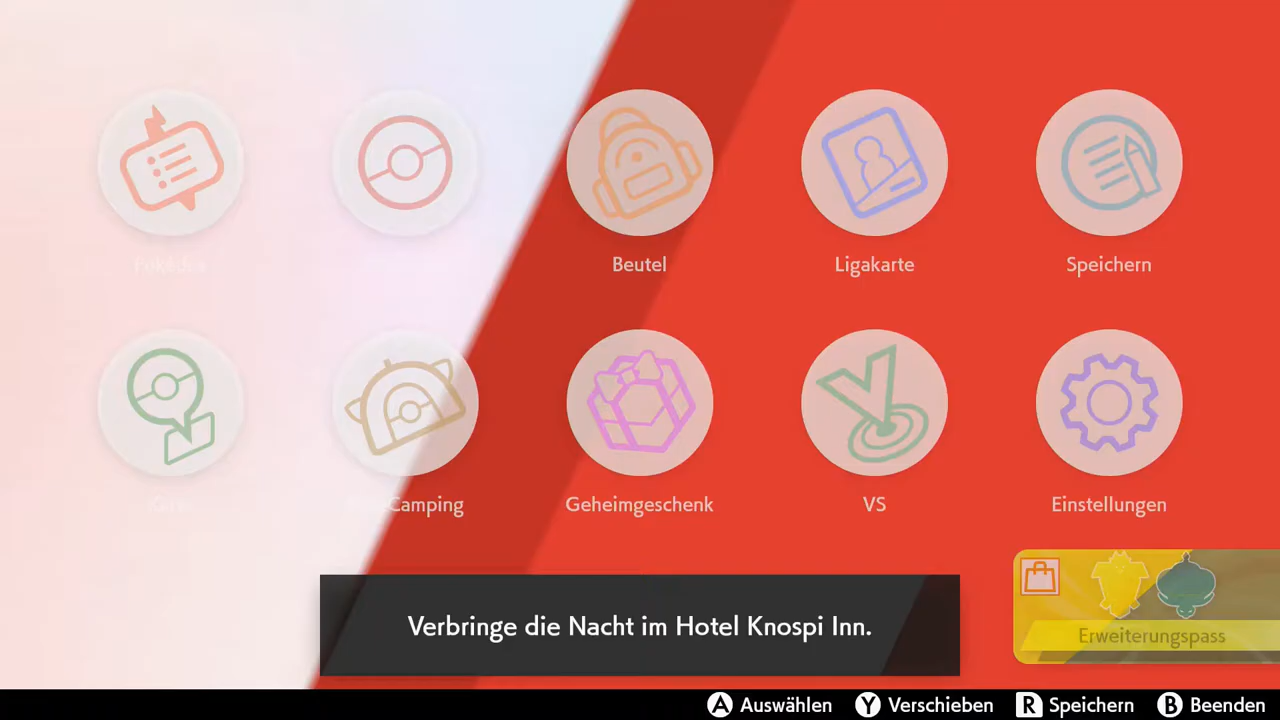 Pokédex
Beutel
Ligakarte
Speichern
Camping
Geheimgeschenk
VS
Einstellungen
Verbringe die Nacht im Hotel Knospi Inn.
Erweiterungspass
A Auswählen
Y Verschieben
R Speichern
B Beenden